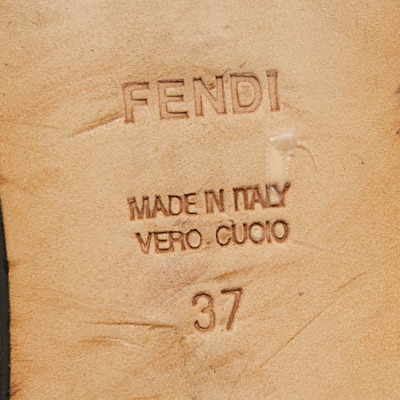 FENDI
MADE IN ITALY
VERO CUOIO
37